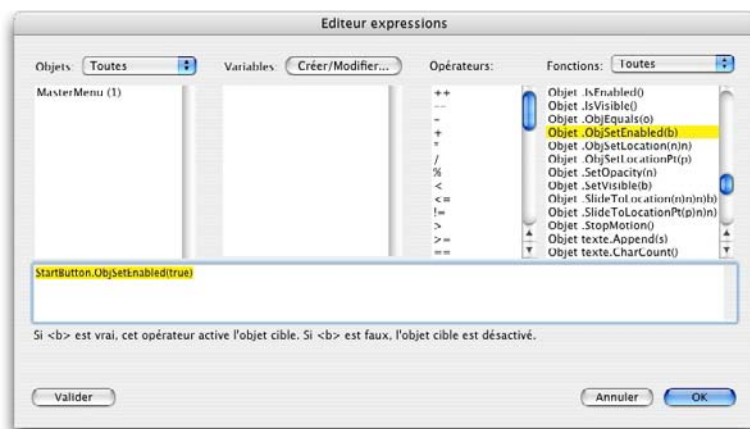 Editeur expressions
Objets: Toutes
Variables: Créer/Modifier...
Opérateurs:
Fonctions: Toutes
MasterMenu (1)
++
--
-
+
*
/
%
<
<=
!=
>
>=
==
Objet .IsEnabled()
Objet .IsVisible()
Objet .ObjEquals(o)
Objet .ObjSetEnabled(b)
Objet .ObjSetLocation(n)n)
Objet .ObjSetLocationPt(p)
Objet .SetOpacity(n)
Objet .SetVisible(b)
Objet .SlideToLocation(n)n)n)b)
Objet .SlideToLocationPt(p)n)n)
Objet .StopMotion()
Objet texte.Append(s)
Objet texte.CharCount()
StartButton.ObjSetEnabled(true)
Si <b> est vrai, cet opérateur active l'objet cible. Si <b> est faux, l'objet cible est désactivé.
Valider
Annuler
OK